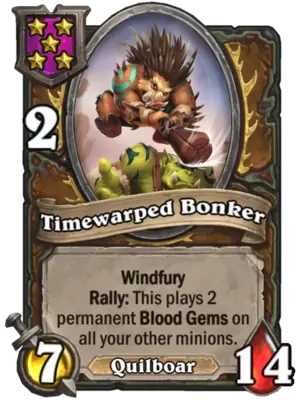 2
Timewarped Bonker
Windfury
Rally: This plays 2
permanent Blood Gems on
all your other minions.
7
Quilboar
14